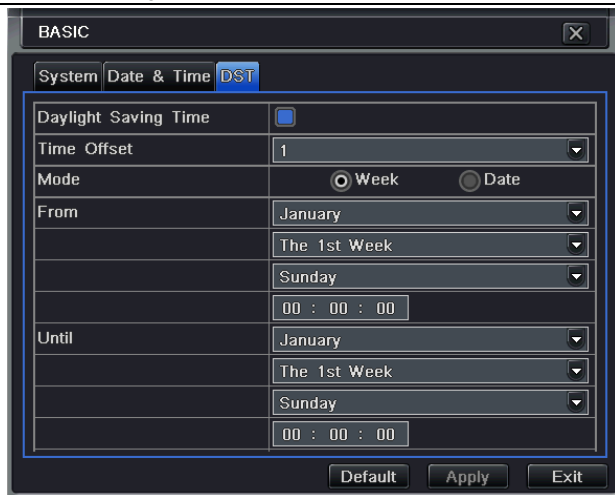 BASIC
System Date & Time DST
Daylight Saving Time
Time Offset 1
Mode Week Date
From January
The 1st Week
Sunday
00 : 00 : 00
Until January
The 1st Week
Sunday
00 : 00 : 00
Default Apply Exit